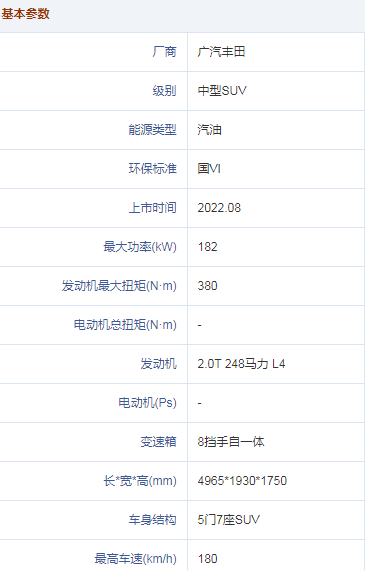 基本参数
厂商 广汽丰田
级别 中型SUV
能源类型 汽油
环保标准 国VI
上市时间 2022.08
最大功率(kW) 182
发动机最大扭矩(N·m) 380
电动机总扭矩(N·m) -
发动机 2.0T 248马力 L4
电动机(Ps) -
变速箱 8挡手自一体
长*宽*高(mm) 4965*1930*1750
车身结构 5门7座SUV
最高车速(km/h) 180